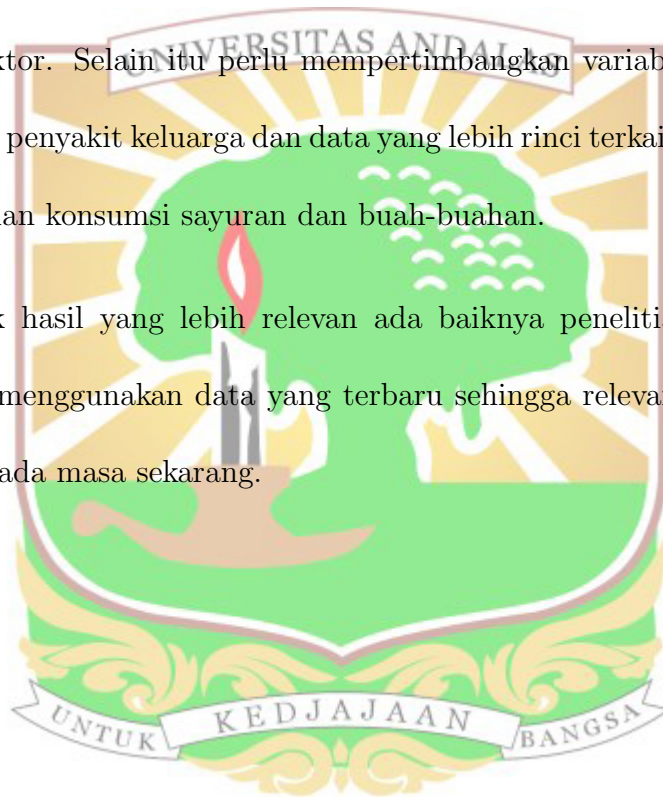 UNIVERSITAS ANDALAS
ktor. Selain itu perlu mempertimbangkan variab
penyakit keluarga dan data yang lebih rinci terkai
an konsumsi sayuran dan buah-buahan.
k hasil yang lebih relevan ada baiknya peneliti
menggunakan data yang terbaru sehingga releva
ada masa sekarang.
UNTUK KEDJAJAAN BANGSA